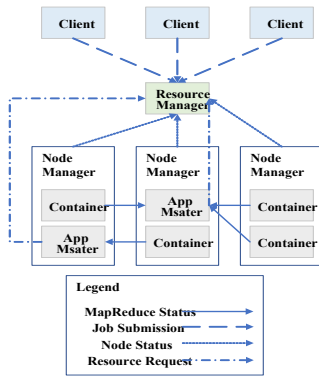 Client Client Client
Resource
Manager
Node
Manager
Node
Manager
Node
Manager
Container
App
Msater
Container
App
Msater
Container
Container
Legend
MapReduce Status
Job Submission
Node Status
Resource Request